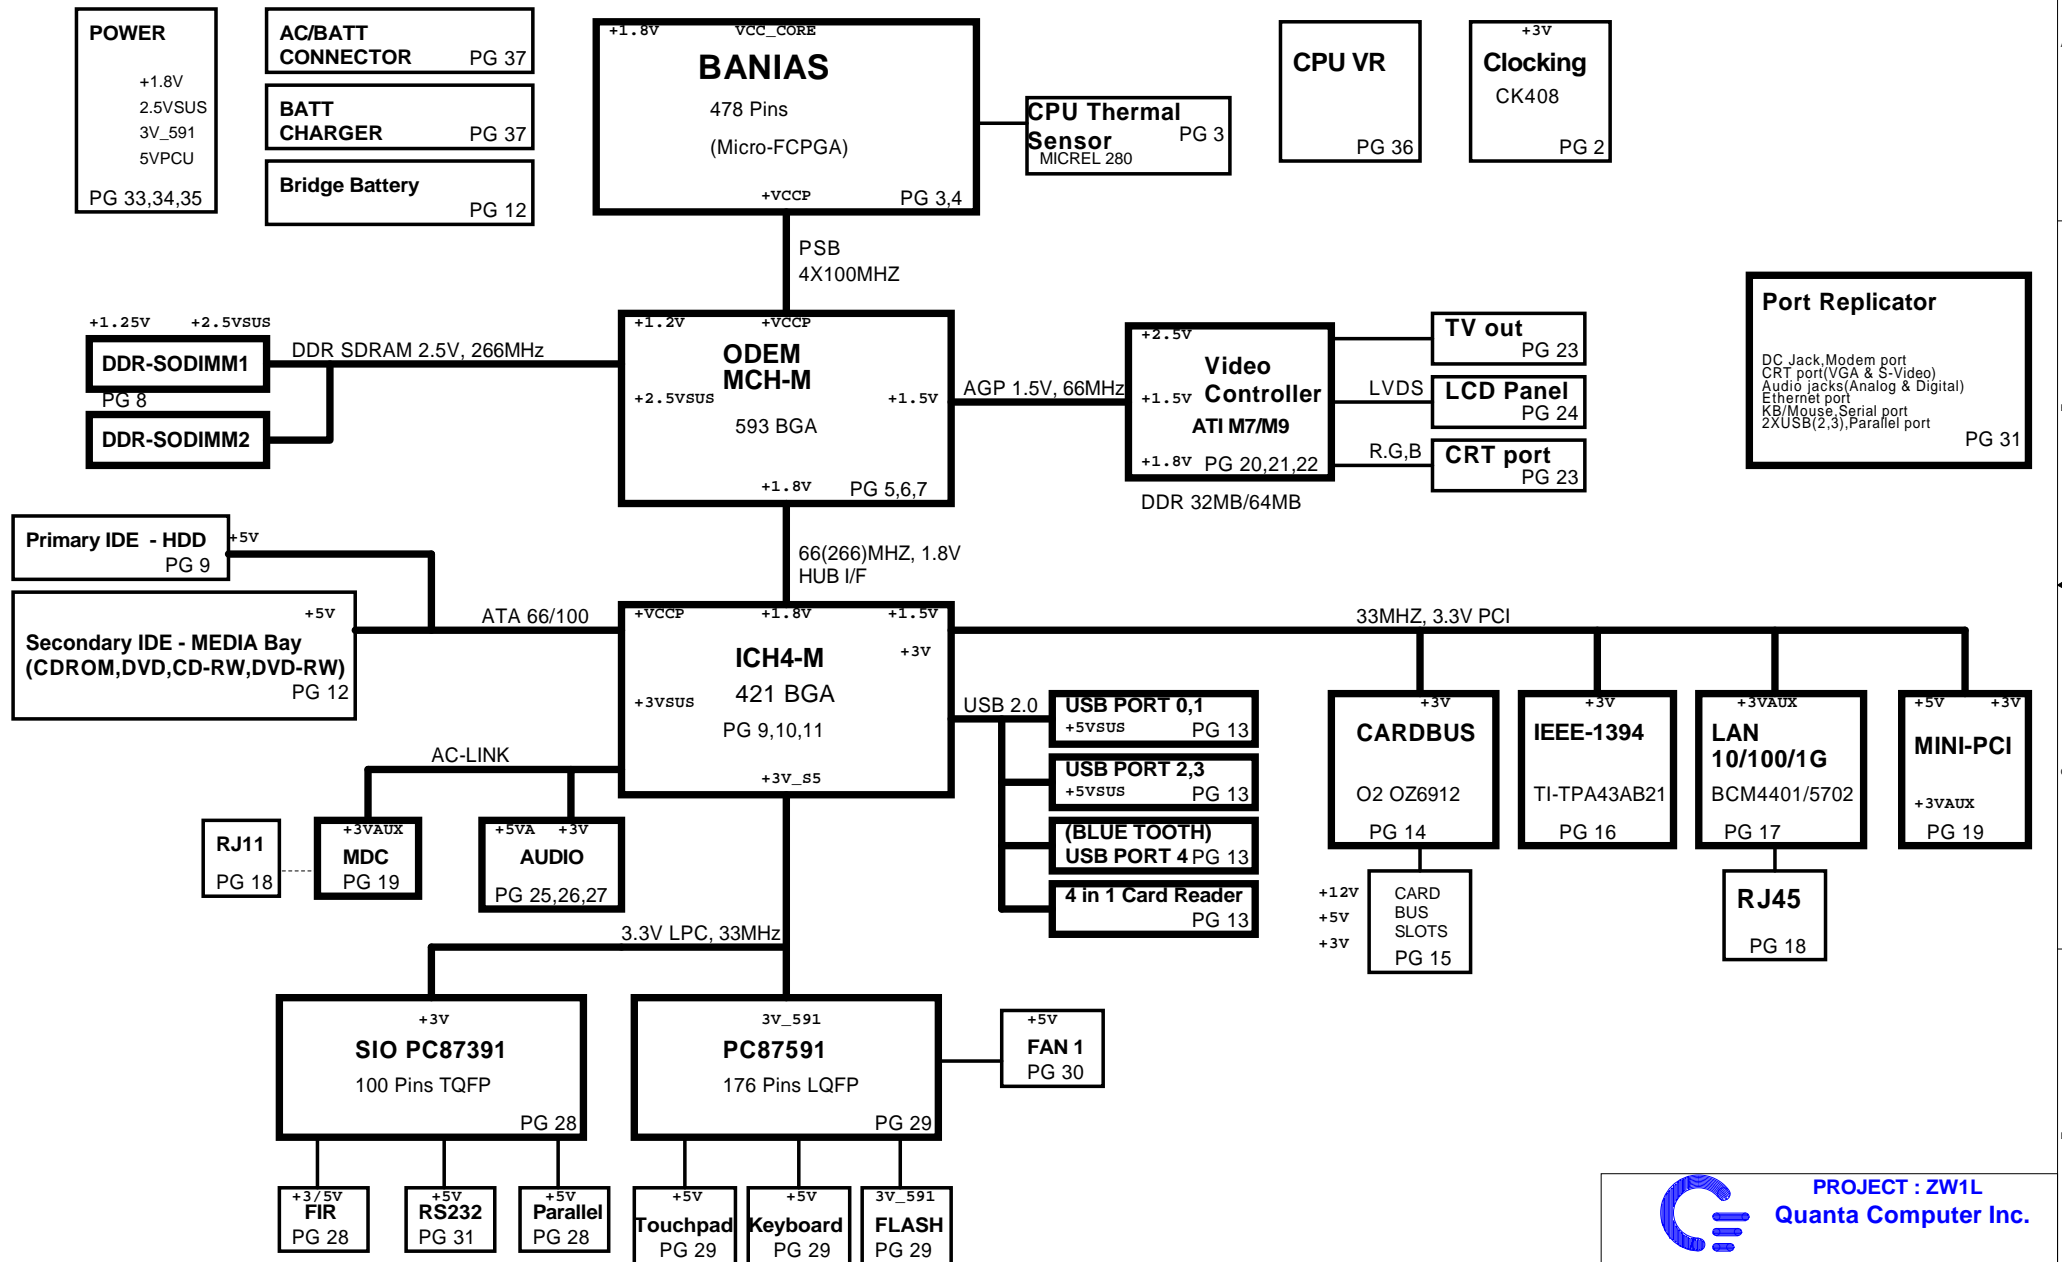 POWER
+1.8V
2.5VSUS
3V_591
5VPCU
PG 33,34,35
AC/BATT
CONNECTOR PG 37
BATT
CHARGER PG 37
Bridge Battery
PG 12
+1.8V VCC_CORE
BANIAS
478 Pins
(Micro-FCPGA)
+VCCP PG 3,4
CPU Thermal
Sensor PG 3
MICREL 280
CPU VR
PG 36
+3V
Clocking
CK408
PG 2
PSB
4X100MHZ
+1.25V +2.5VSUS
DDR-SODIMM1
PG 8
DDR-SODIMM2
DDR SDRAM 2.5V, 266MHz
+1.2V +VCCP
ODEM
MCH-M
+2.5VSUS +1.5V
593 BGA
+1.8V PG 5,6,7
AGP 1.5V, 66MHz
+2.5V
Video
+1.5V Controller
ATI M7/M9
+1.8V PG 20,21,22
DDR 32MB/64MB
TV out
PG 23
LVDS
LCD Panel
PG 24
R.G,B
CRT port
PG 23
Port Replicator
DC Jack,Modem port
CRT port(VGA & S-Video)
Audio jacks(Analog & Digital)
Ethernet port
KB/Mouse,Serial port
2XUSB(2,3),Parallel port
PG 31
Primary IDE - HDD +5V
PG 9
+5V
Secondary IDE - MEDIA Bay
(CDROM,DVD,CD-RW,DVD-RW)
PG 12
ATA 66/100
66(266)MHZ, 1.8V
HUB I/F
+VCCP +1.8V +1.5V
+3V
ICH4-M
421 BGA
+3VSUS
PG 9,10,11
+3V_S5
33MHZ, 3.3V PCI
USB 2.0
USB PORT 0,1
+5VSUS PG 13
USB PORT 2,3
+5VSUS PG 13
(BLUE TOOTH)
USB PORT 4 PG 13
4 in 1 Card Reader
PG 13
+3V
CARDBUS
O2 OZ6912
PG 14
+3V
IEEE-1394
TI-TPA43AB21
PG 16
+3VAUX
LAN
10/100/1G
BCM4401/5702
PG 17
+5V +3V
MINI-PCI
+3VAUX
PG 19
AC-LINK
RJ11
PG 18
+3VAUX
MDC
PG 19
+5VA +3V
AUDIO
PG 25,26,27
+12V
+5V
+3V
CARD
BUS
SLOTS
PG 15
RJ45
PG 18
3.3V LPC, 33MHz
+3V
SIO PC87391
100 Pins TQFP
PG 28
3V_591
PC87591
176 Pins LQFP
PG 29
+5V
FAN 1
PG 30
+3/5V
FIR
PG 28
+5V
RS232
PG 31
+5V
Parallel
PG 28
+5V
Touchpad
PG 29
+5V
Keyboard
PG 29
3V_591
FLASH
PG 29
PROJECT : ZW1L
Quanta Computer Inc.